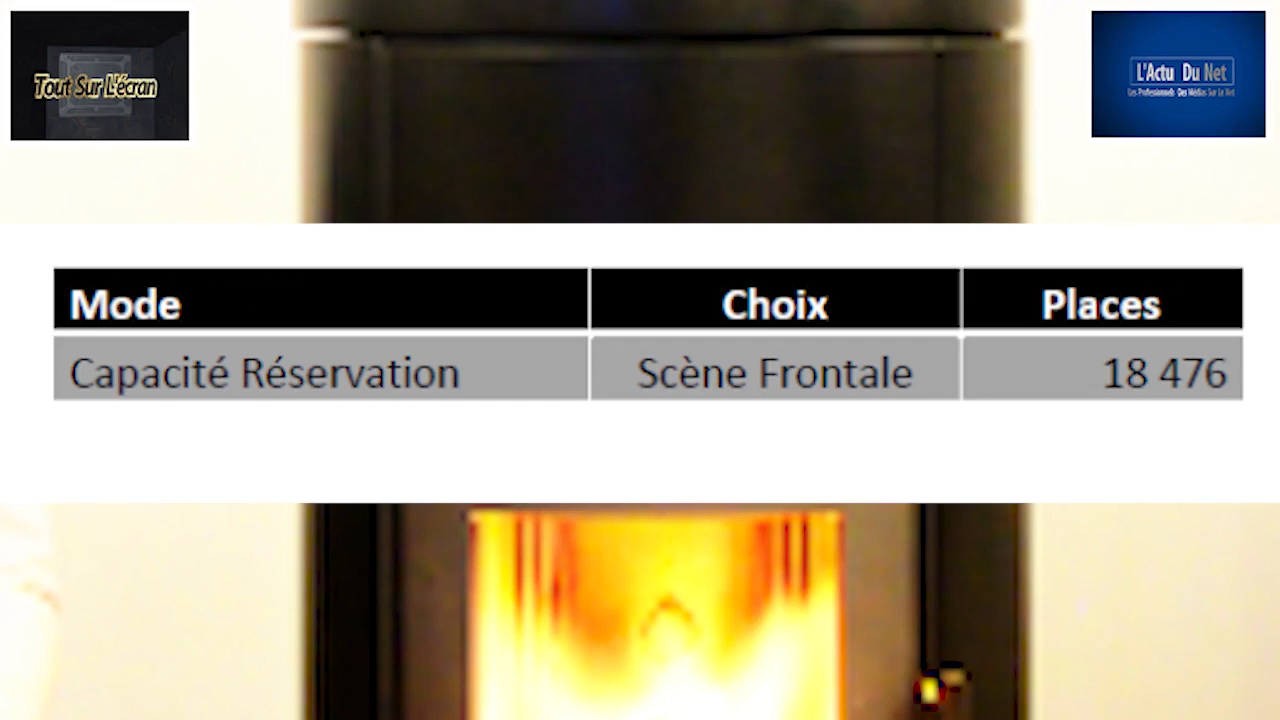 Tout Sur L'écran
L'Actu Du Net
Les Professionnels Des Médias Sur Le Net
Mode Choix Places
Capacité Réservation Scène Frontale 18 476